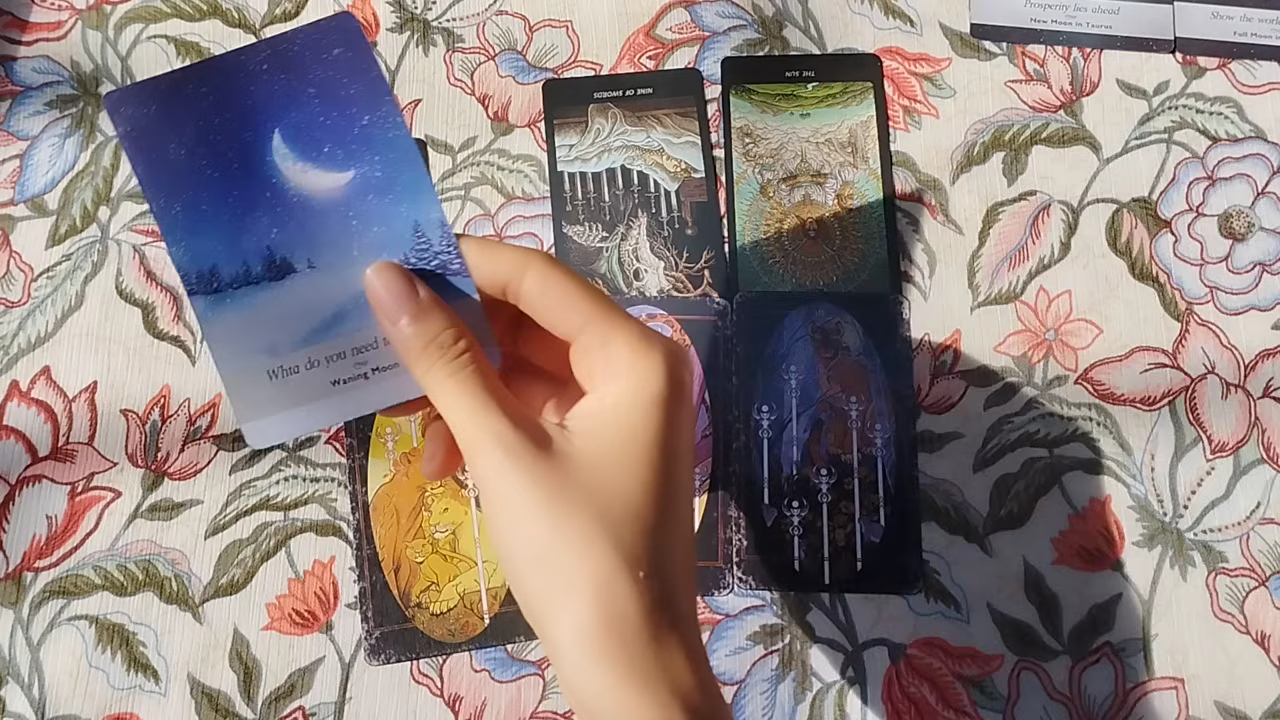 Prosperity lies ahead
New Moon in Taurus
Show the
Full Moon in
NINE OF SWORDS
THE SUN
Whta do you need
Waning Moon